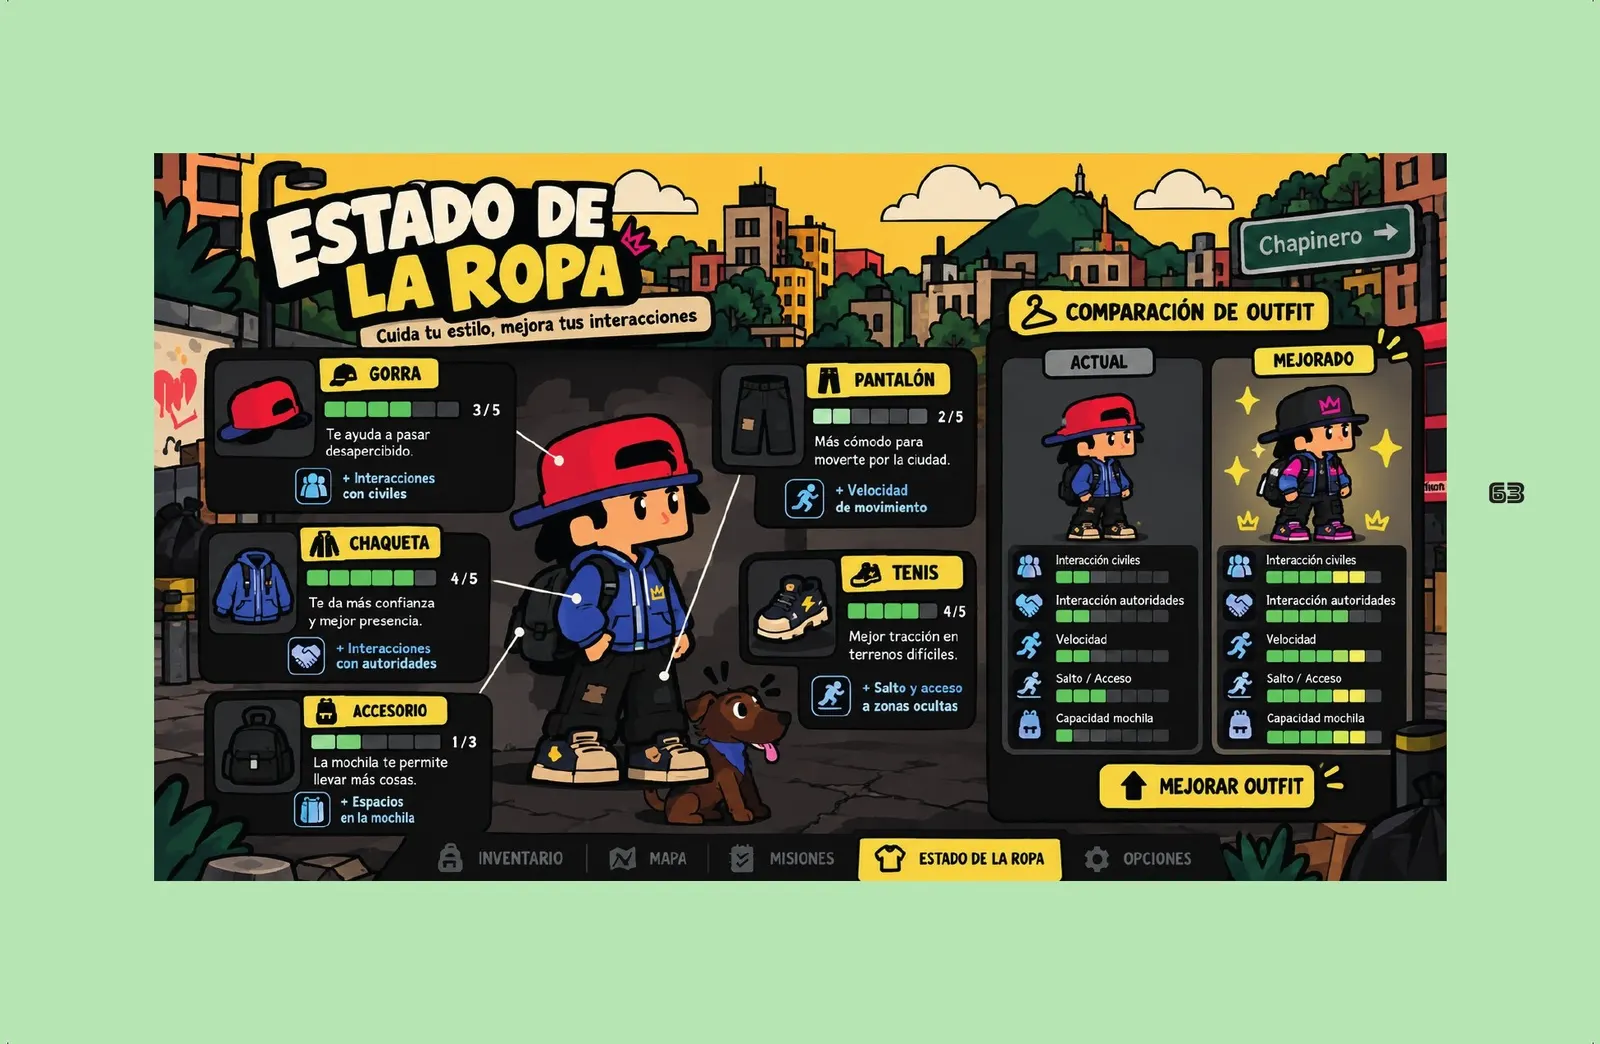 ESTADO DE
LA ROPA
Cuida tu estilo, mejora tus interacciones
Chapinero
GORRA
3/5
Te ayuda a pasar
desapercibido.
+ Interacciones
con civiles
CHAQUETA
4/5
Te da más confianza
y mejor presencia.
+ Interacciones
con autoridades
ACCESORIO
1/3
La mochila te permite
llevar más cosas.
+ Espacios
en la mochila
PANTALÓN
2/5
Más cómodo para
moverte por la ciudad.
+ Velocidad
de movimiento
TENIS
4/5
Mejor tracción en
terrenos difíciles.
+ Salto y acceso
a zonas ocultas
COMPARACIÓN DE OUTFIT
ACTUAL
Interacción civiles
Interacción autoridades
Velocidad
Salto / Acceso
Capacidad mochila
MEJORADO
Interacción civiles
Interacción autoridades
Velocidad
Salto / Acceso
Capacidad mochila
MEJORAR OUTFIT
INVENTARIO
MAPA
MISIONES
ESTADO DE LA ROPA
OPCIONES
63